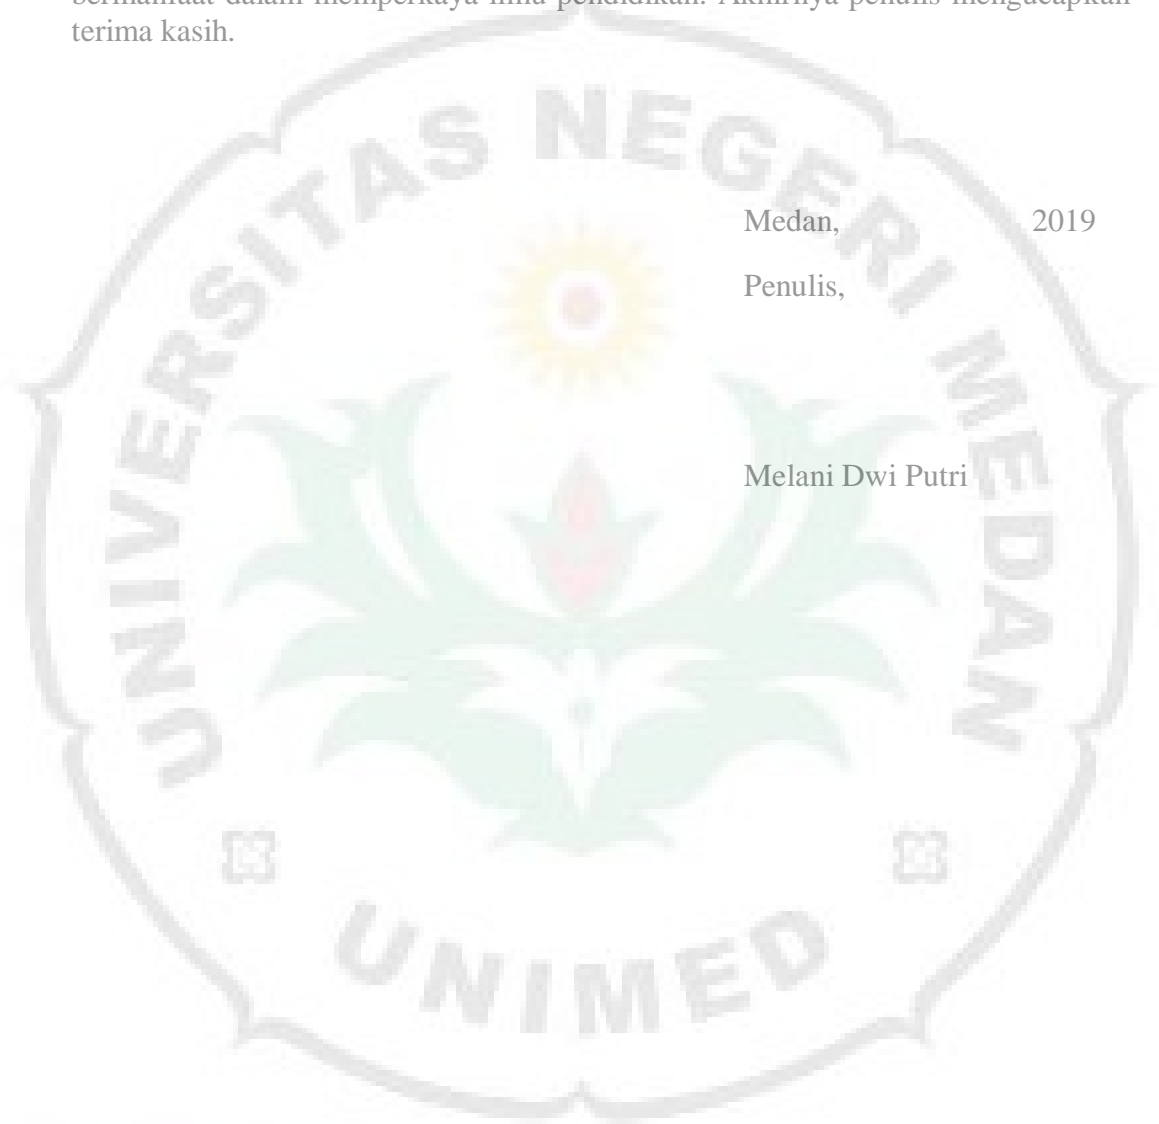 bermanfaat dalam memperkaya ilmu pendidikan. Akhirnya penulis mengucapkan
terima kasih.
UNIVERSITAS NEGERI MEDAN
Medan, 2019
Penulis,
Melani Dwi Putri
UNIMED